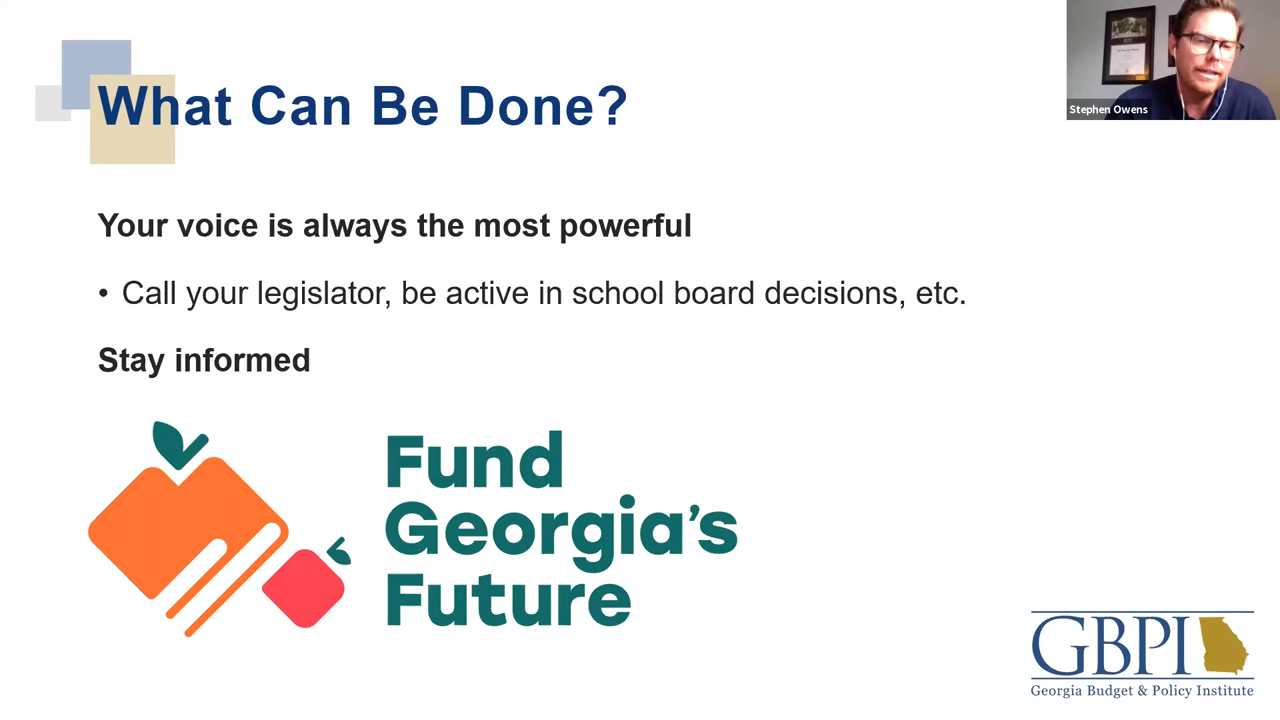 What Can Be Done?
Stephen Owens
Your voice is always the most powerful
• Call your legislator, be active in school board decisions, etc.
Stay informed
Fund
Georgia's
Future
GBPI
Georgia Budget & Policy Institute